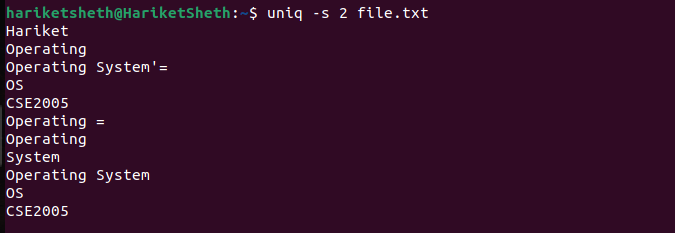 hariketsheth@HariketSheth:~$ uniq -s 2 file.txt
Hariket
Operating
Operating System'=
OS
CSE2005
Operating =
Operating
System
Operating System
OS
CSE2005